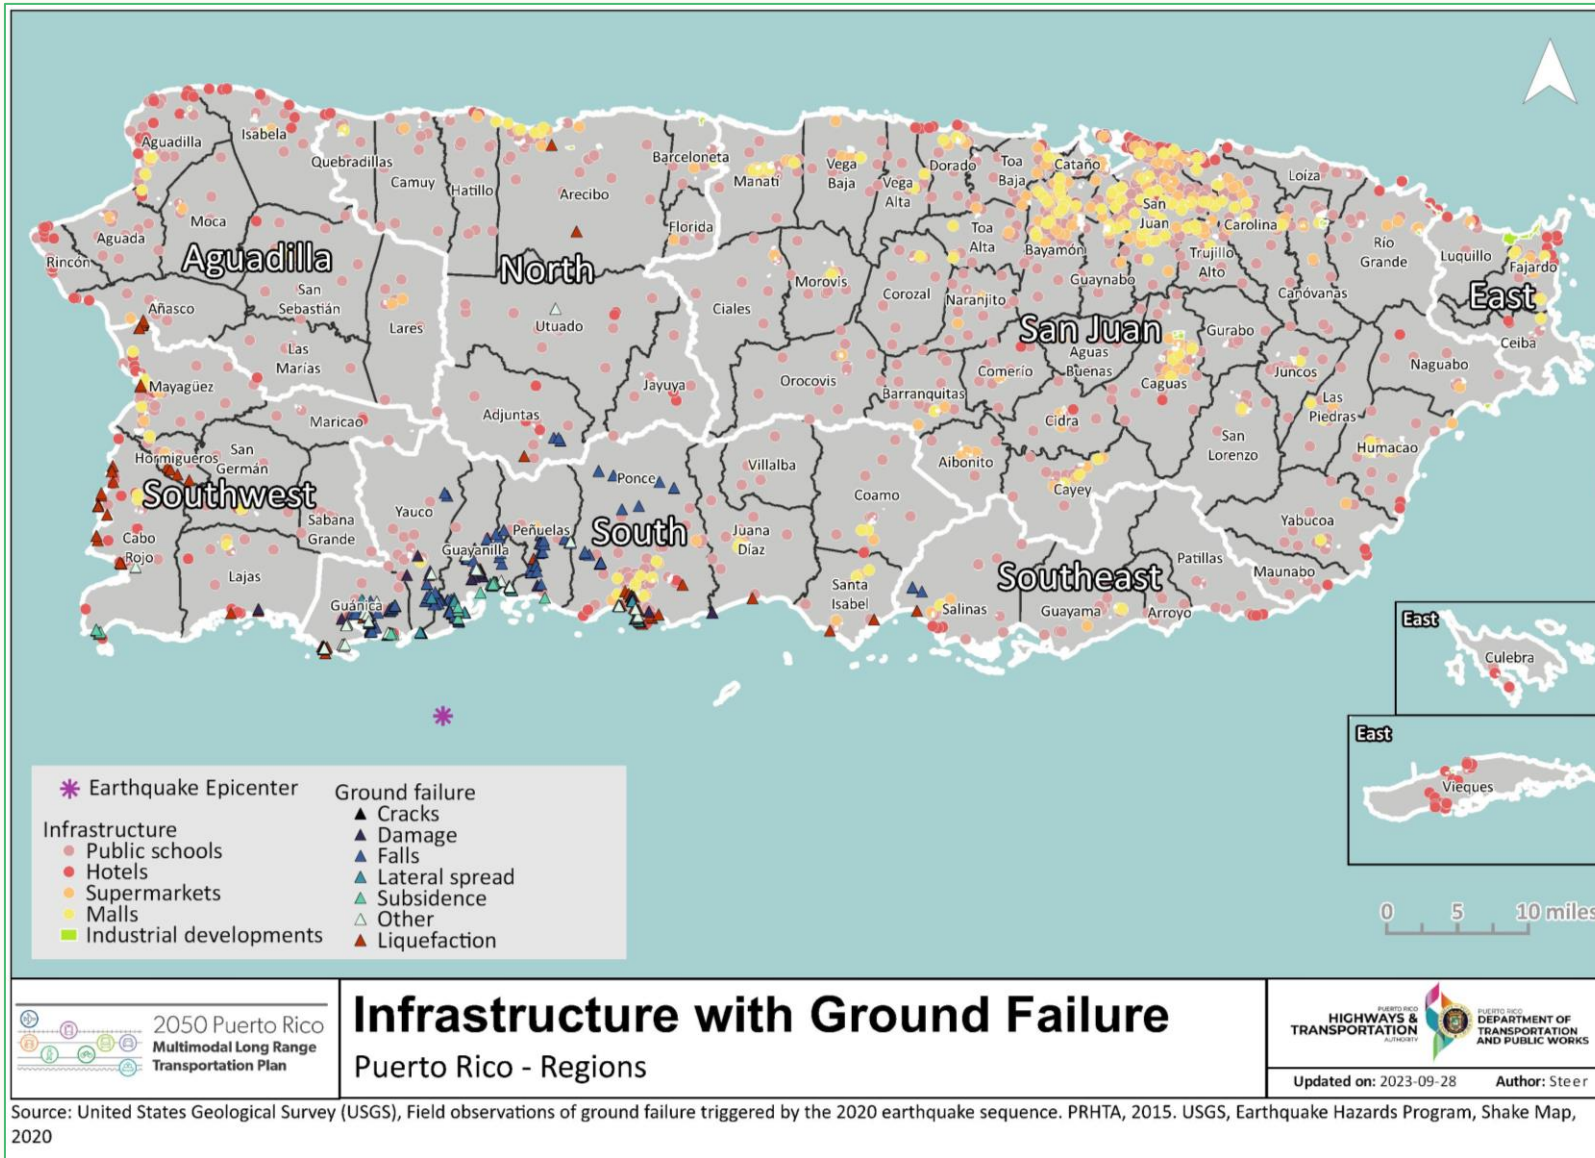 Aguadilla
Isabela
Quebradillas
Camuy
Hatillo
Arecibo
Barceloneta
Florida
Manatí
Vega
Baja
Vega
Alta
Dorado
Toa
Baja
Cataño
Toa
Alta
Bayamón
San
Juan
Carolina
Loíza
Trujillo
Alto
Guaynabo
Canóvanas
Río
Grande
Luquillo
Fajardo
East
Ceiba
Aguada
Moca
Rincón
Aguadilla
San
Sebastián
Añasco
Lares
Las
Marías
Mayagüez
Maricao
North
Utuado
Adjuntas
Jayuya
Ciales
Morovis
Corozal
Naranjito
Orocovis
Barranquitas
Comerío
San Juan
Aguas
Buenas
Caguas
Gurabo
Juncos
Las
Piedras
Naguabo
Humacao
San
Lorenzo
Cidra
Cayey
Aibonito
Yabucoa
Maunabo
Hormigueros
San
Germán
Southwest
Sabana
Grande
Cabo
Rojo
Lajas
Guánica
Yauco
Guayanilla
Peñuelas
Ponce
South
Villalba
Juana
Díaz
Coamo
Santa
Isabel
Southeast
Salinas
Guayama
Arroyo
Patillas
East
Culebra
East
Vieques
Earthquake Epicenter
Infrastructure
Public schools
Hotels
Supermarkets
Malls
Industrial developments
Ground failure
Cracks
Damage
Falls
Lateral spread
Subsidence
Other
Liquefaction
0 5 10 miles
2050 Puerto Rico
Multimodal Long Range
Transportation Plan
Infrastructure with Ground Failure
Puerto Rico - Regions
PUERTO RICO
HIGHWAYS &
TRANSPORTATION
AUTHORITY
PUERTO RICO
DEPARTMENT OF
TRANSPORTATION
AND PUBLIC WORKS
Updated on: 2023-09-28 Author: Steer
Source: United States Geological Survey (USGS), Field observations of ground failure triggered by the 2020 earthquake sequence. PRHTA, 2015. USGS, Earthquake Hazards Program, Shake Map,
2020